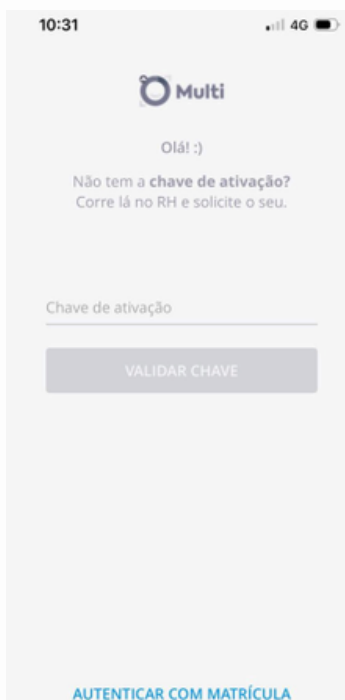 10:31
4G
Multi
Olá! :)
Não tem a chave de ativação?
Corre lá no RH e solicite o seu.
Chave de ativação
VALIDAR CHAVE
AUTENTICAR COM MATRÍCULA